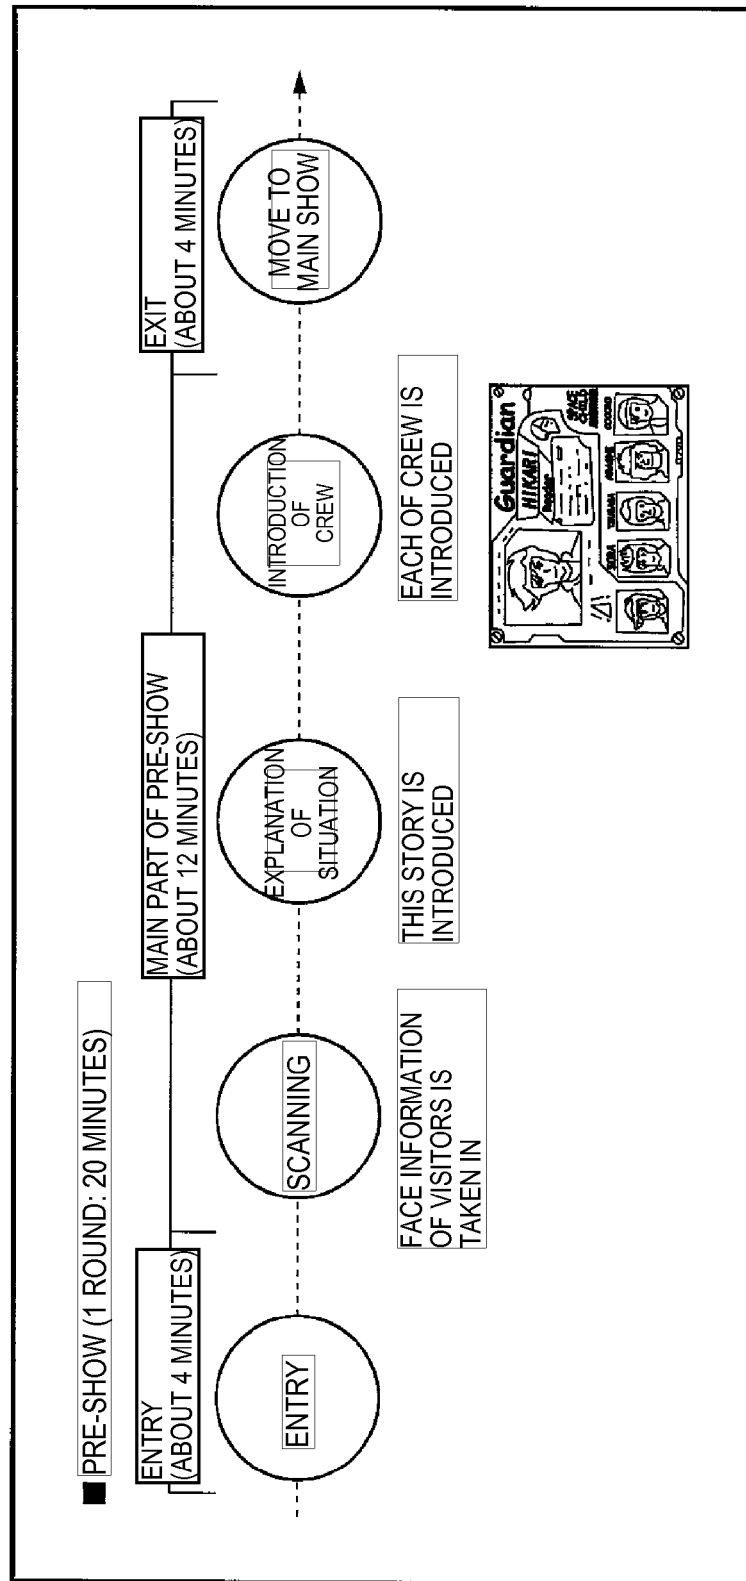 ■ PRE-SHOW (1 ROUND: 20 MINUTES)
ENTRY
(ABOUT 4 MINUTES)
MAIN PART OF PRE-SHOW
(ABOUT 12 MINUTES)
EXIT
(ABOUT 4 MINUTES)
ENTRY
SCANNING
EXPLANATION
OF
SITUATION
INTRODUCTION
OF
CREW
MOVE TO
MAIN SHOW
FACE INFORMATION
OF VISITORS IS
TAKEN IN
THIS STORY IS
INTRODUCED
EACH OF CREW IS
INTRODUCED
Guardian
HIKARI
SPACE
CHILD